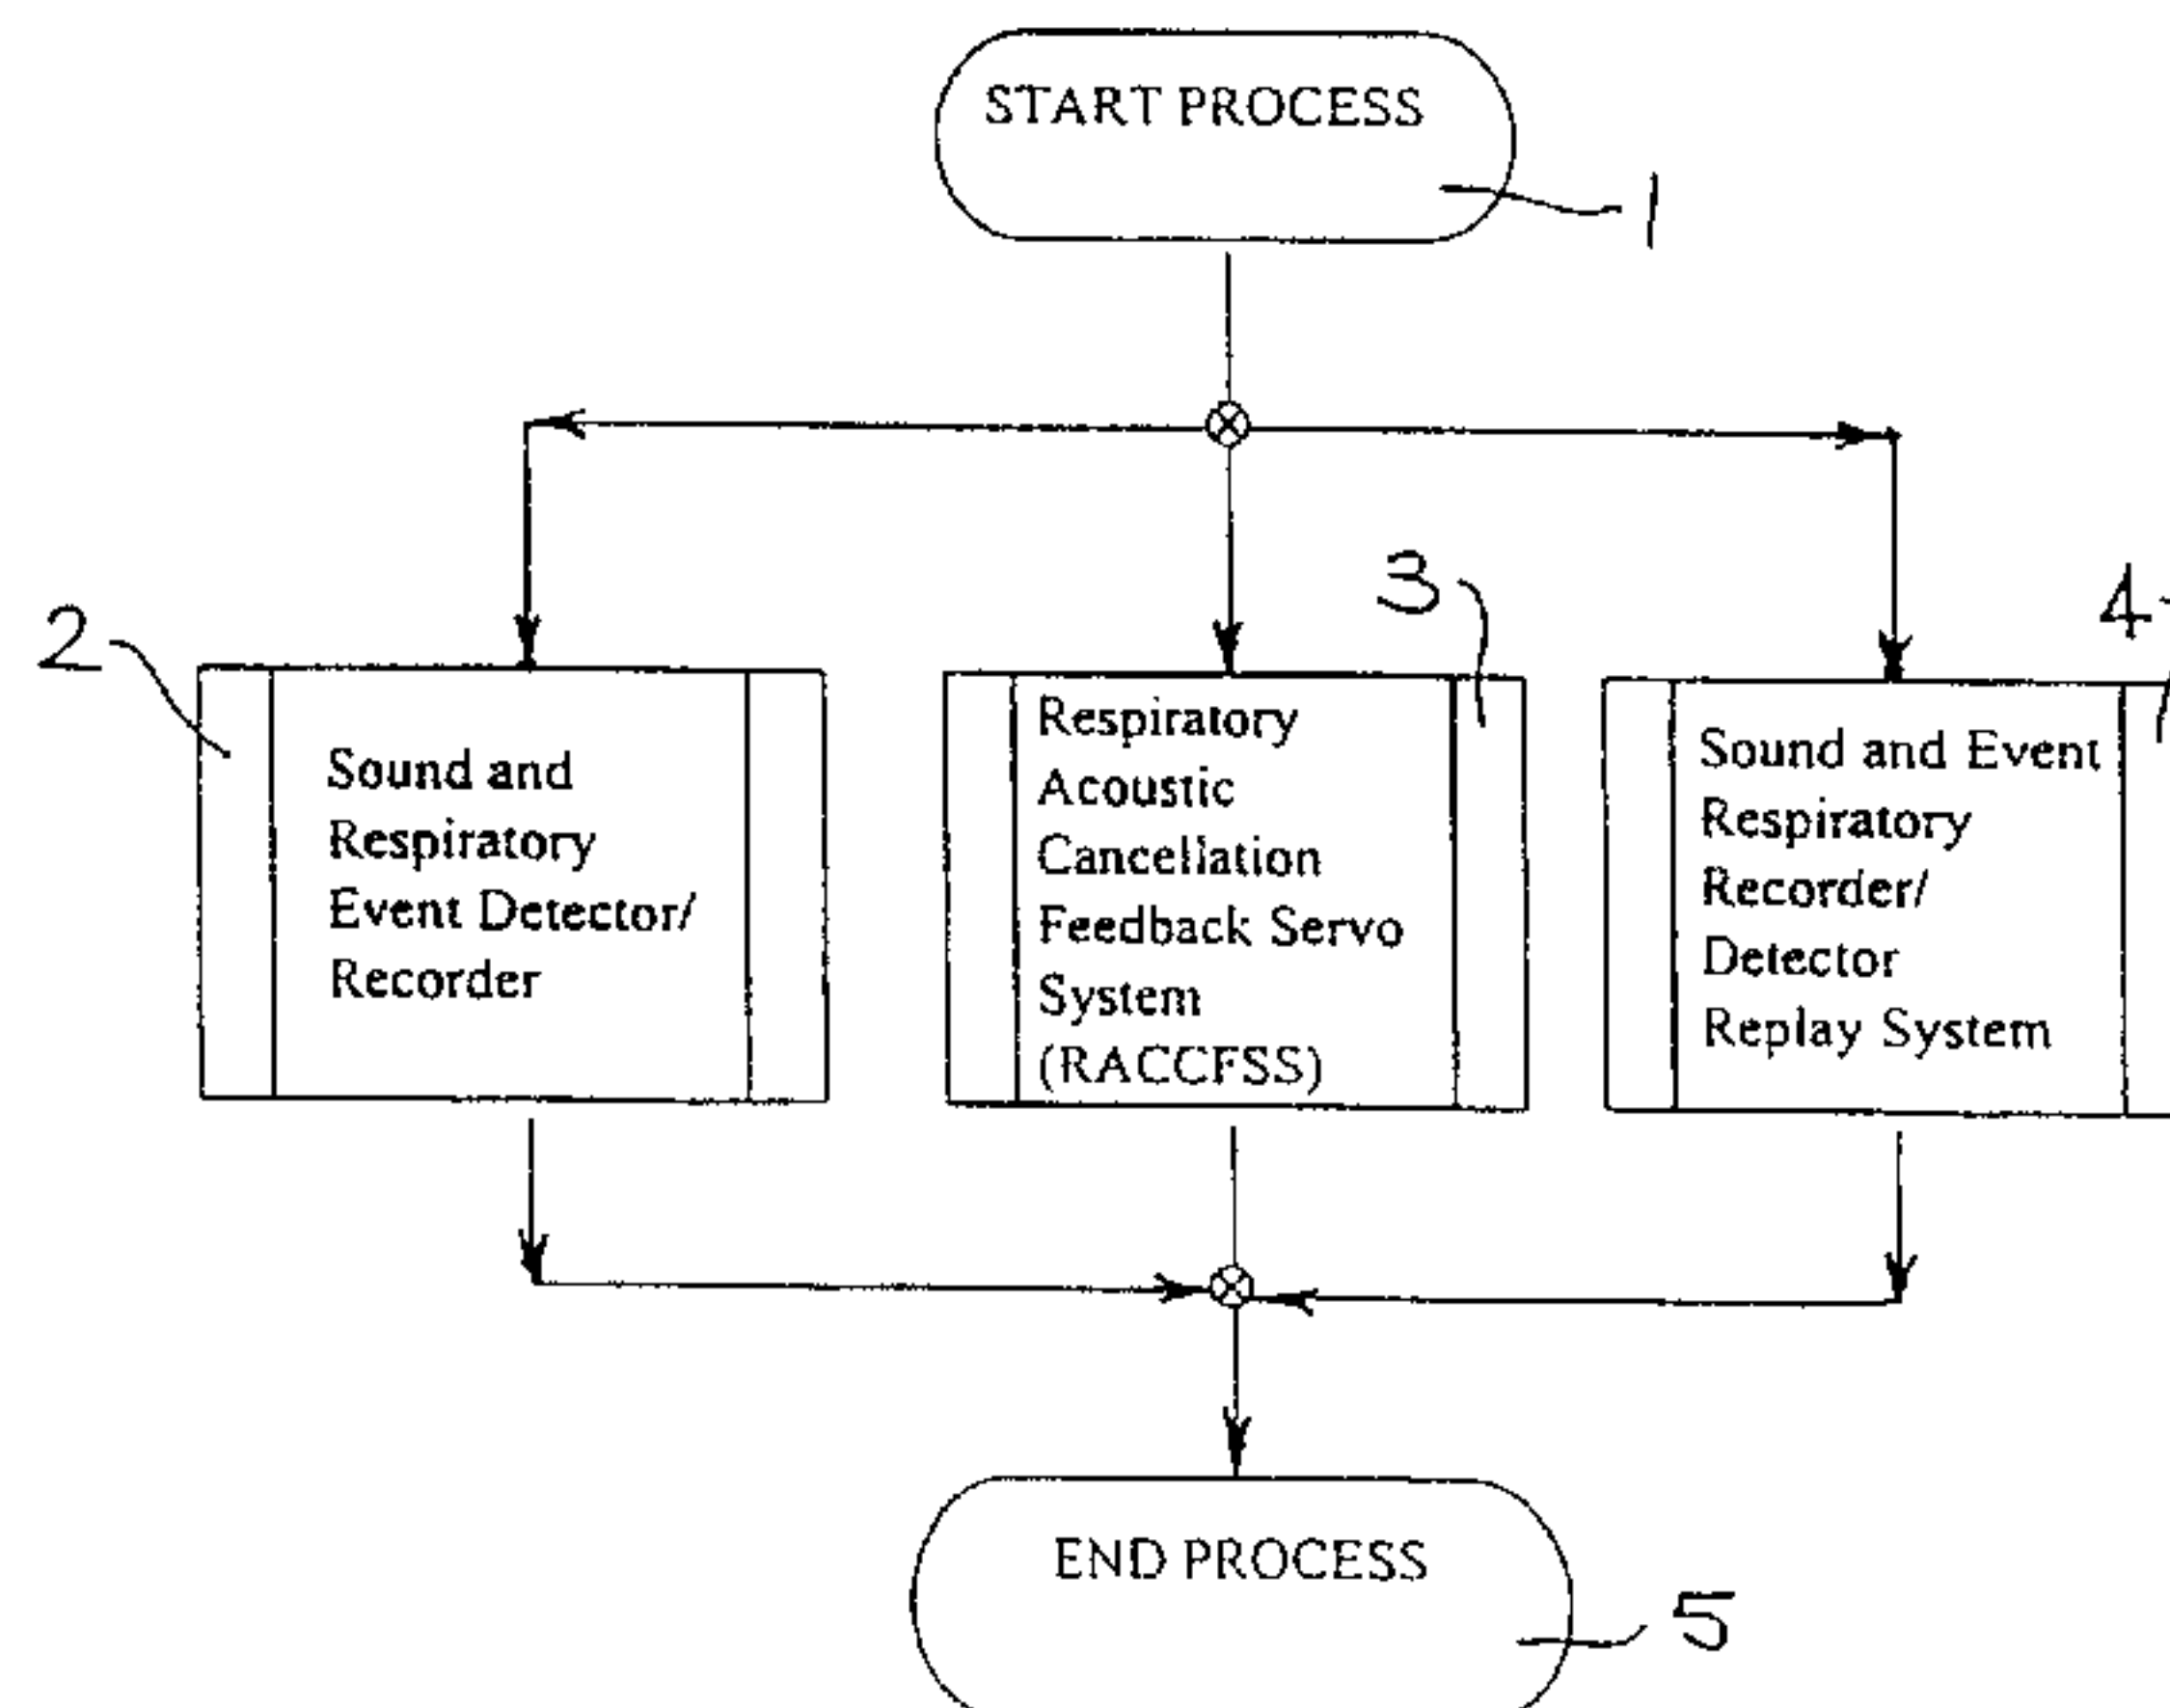 START PROCESS
1
2
3
4
Sound and
Respiratory
Event Detector/
Recorder
Respiratory
Acoustic
Cancellation
Feedback Servo
System
(RACCFSS)
Sound and Event
Respiratory
Recorder/
Detector
Replay System
END PROCESS
5